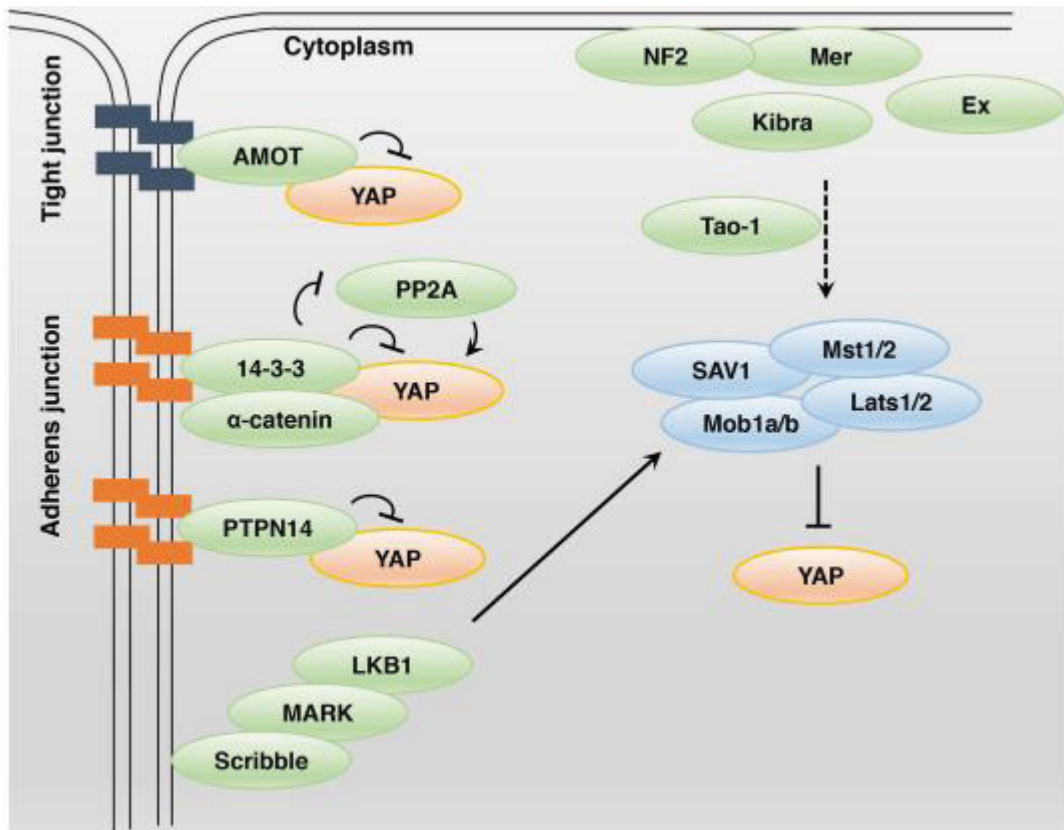 Cytoplasm
NF2
Mer
Ex
Kibra
Tight junction
AMOT
YAP
Tao-1
PP2A
Adherens junction
14-3-3
YAP
α-catenin
Mst1/2
SAV1
Lats1/2
Mob1a/b
PTPN14
YAP
YAP
LKB1
MARK
Scribble